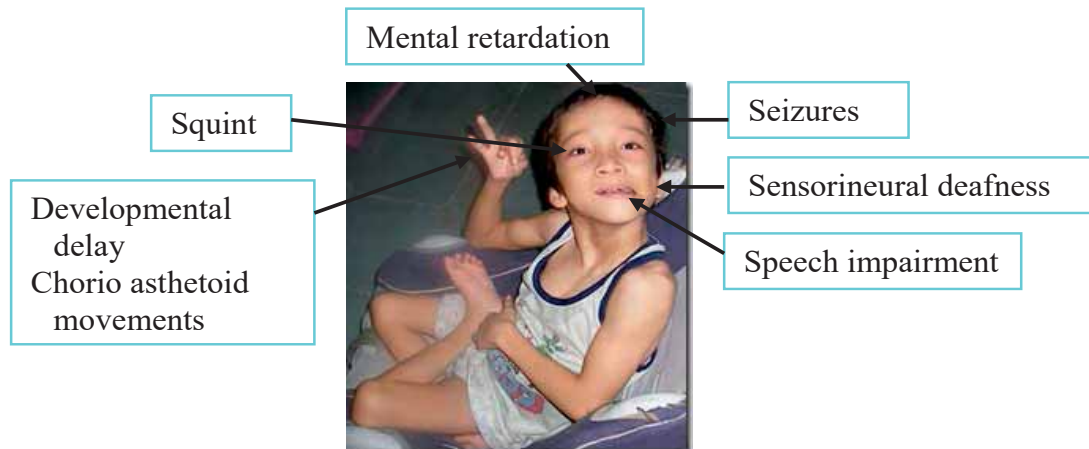 Mental retardation
Squint
Seizures
Sensorineural deafness
Developmental
delay
Chorio asthetoid
movements
Speech impairment